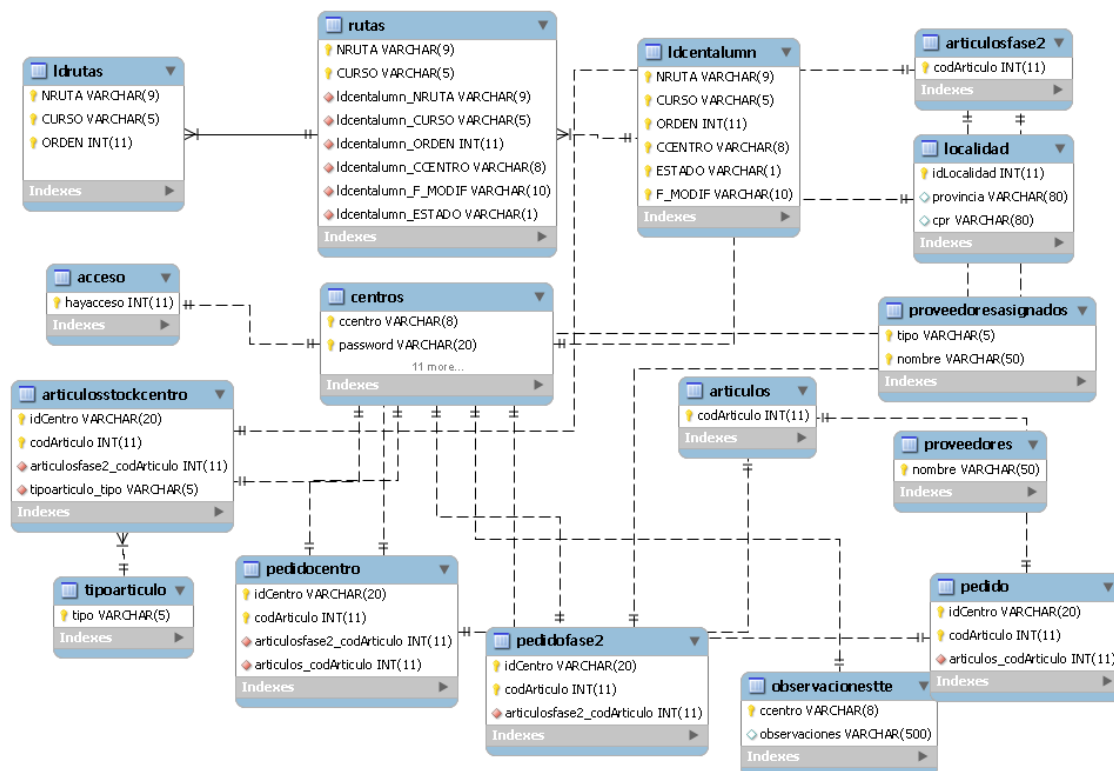 rutas
NRUTA VARCHAR(9)
CURSO VARCHAR(5)
ldcentalumn_NRUTA VARCHAR(9)
ldcentalumn_CURSO VARCHAR(5)
ldcentalumn_ORDEN INT(11)
ldcentalumn_CCENTRO VARCHAR(8)
ldcentalumn_F_MODIF VARCHAR(10)
ldcentalumn_ESTADO VARCHAR(1)
Indexes
ldrutas
NRUTA VARCHAR(9)
CURSO VARCHAR(5)
ORDEN INT(11)
Indexes
ldcentalumn
NRUTA VARCHAR(9)
CURSO VARCHAR(5)
ORDEN INT(11)
CCENTRO VARCHAR(8)
ESTADO VARCHAR(1)
F_MODIF VARCHAR(10)
Indexes
articulosfase2
codArticulo INT(11)
Indexes
localidad
idLocalidad INT(11)
provincia VARCHAR(80)
cpr VARCHAR(80)
Indexes
acceso
hayacceso INT(11)
Indexes
centros
ccentro VARCHAR(8)
password VARCHAR(20)
11 more...
Indexes
proveedoresasignados
tipo VARCHAR(5)
nombre VARCHAR(50)
Indexes
articulosstockcentro
idCentro VARCHAR(20)
codArticulo INT(11)
articulosfase2_codArticulo INT(11)
tipoarticulo_tipo VARCHAR(5)
Indexes
articulos
codArticulo INT(11)
Indexes
proveedores
nombre VARCHAR(50)
Indexes
tipoarticulo
tipo VARCHAR(5)
Indexes
pedidocentro
idCentro VARCHAR(20)
codArticulo INT(11)
articulosfase2_codArticulo INT(11)
articulos_codArticulo INT(11)
Indexes
pedidofase2
idCentro VARCHAR(20)
codArticulo INT(11)
articulosfase2_codArticulo INT(11)
Indexes
pedido
idCentro VARCHAR(20)
codArticulo INT(11)
articulos_codArticulo INT(11)
Indexes
observacionestte
ccentro VARCHAR(8)
observaciones VARCHAR(500)
Indexes